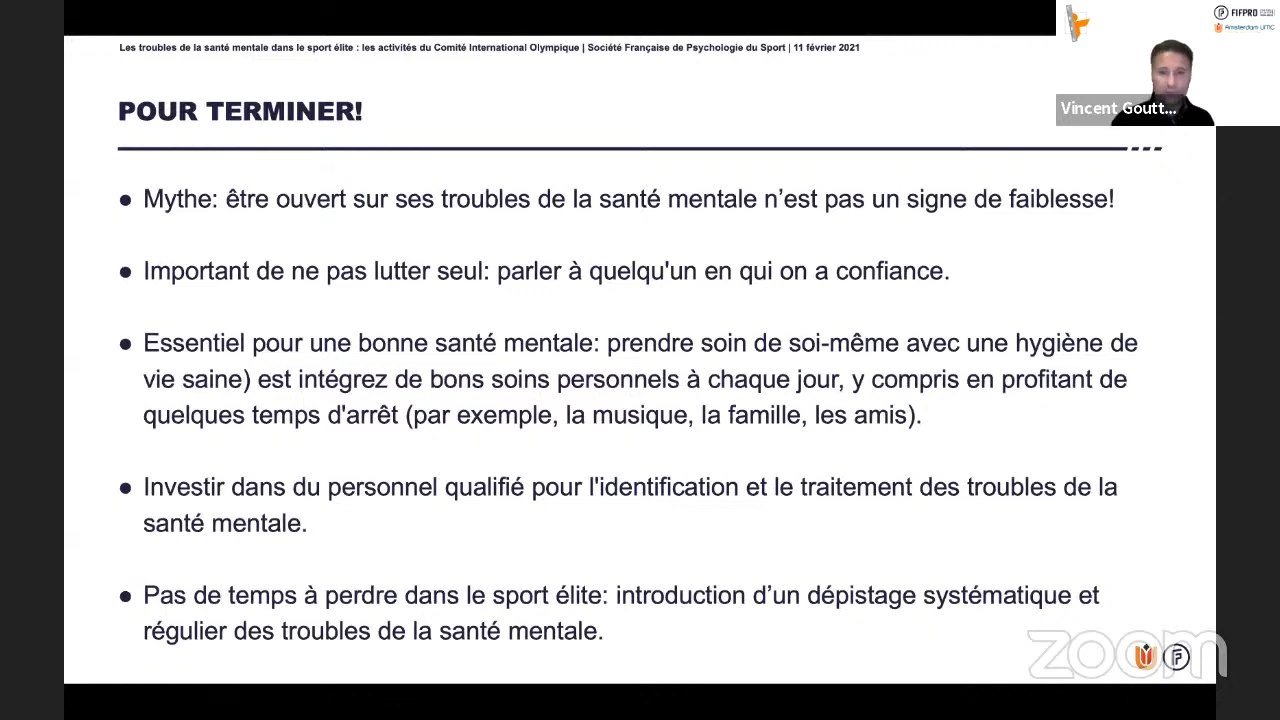 Les troubles de la santé mentale dans le sport élite : les activités du Comité International Olympique | Société Française de Psychologie du Sport | 11 février 2021
FIFPRO
Amsterdam UMC
Vincent Goutt...
POUR TERMINER!
● Mythe: être ouvert sur ses troubles de la santé mentale n’est pas un signe de faiblesse!
● Important de ne pas lutter seul: parler à quelqu'un en qui on a confiance.
● Essentiel pour une bonne santé mentale: prendre soin de soi-même avec une hygiène de
vie saine) est intégrez de bons soins personnels à chaque jour, y compris en profitant de
quelques temps d'arrêt (par exemple, la musique, la famille, les amis).
● Investir dans du personnel qualifié pour l'identification et le traitement des troubles de la
santé mentale.
● Pas de temps à perdre dans le sport élite: introduction d’un dépistage systématique et
régulier des troubles de la santé mentale.
zoom